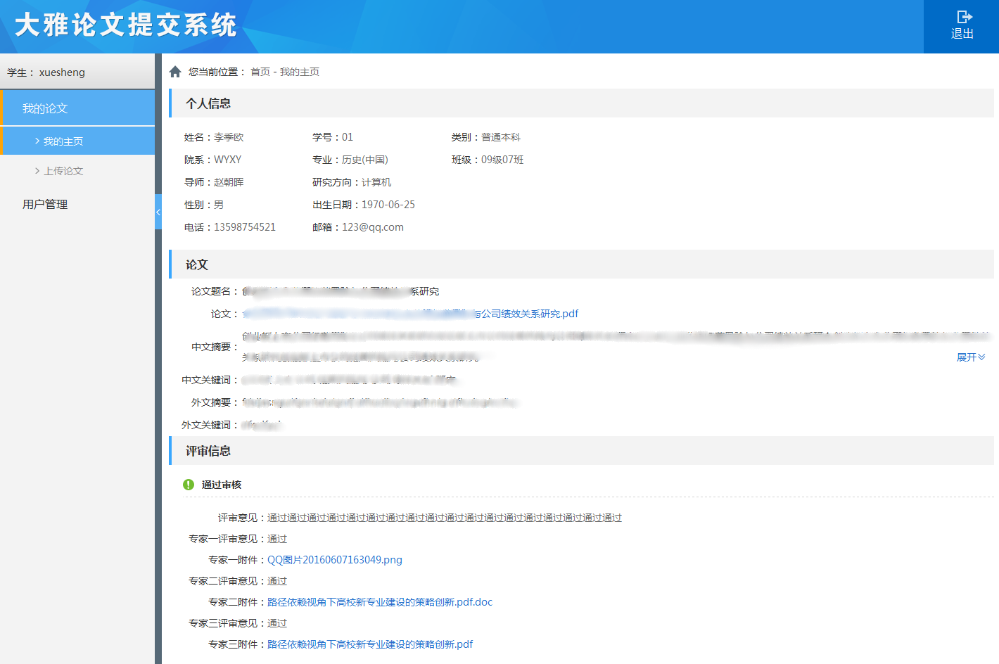 大雅论文提交系统
退出
学生： xuesheng
我的论文
我的主页
上传论文
用户管理
您当前位置： 首页 - 我的主页
个人信息
姓名：李季欧 学号：01 类别：普通本科
院系：WYXY 专业：历史(中国) 班级：09级07班
导师：赵朝晖 研究方向：计算机
性别：男 出生日期：1970-06-25
电话：13598754521 邮箱：123@qq.com
论文
论文题名： 系研究
论文： 与公司绩效关系研究.pdf
中文摘要：
展开
中文关键词：
外文摘要：
外文关键词：
评审信息
通过审核
评审意见：通过通过通过通过通过通过通过通过通过通过通过通过通过通过通过通过通过通过
专家一评审意见：通过
专家一附件：QQ图片20160607163049.png
专家二评审意见：通过
专家二附件：路径依赖视角下高校新专业建设的策略创新.pdf.doc
专家三评审意见：通过
专家三附件：路径依赖视角下高校新专业建设的策略创新.pdf